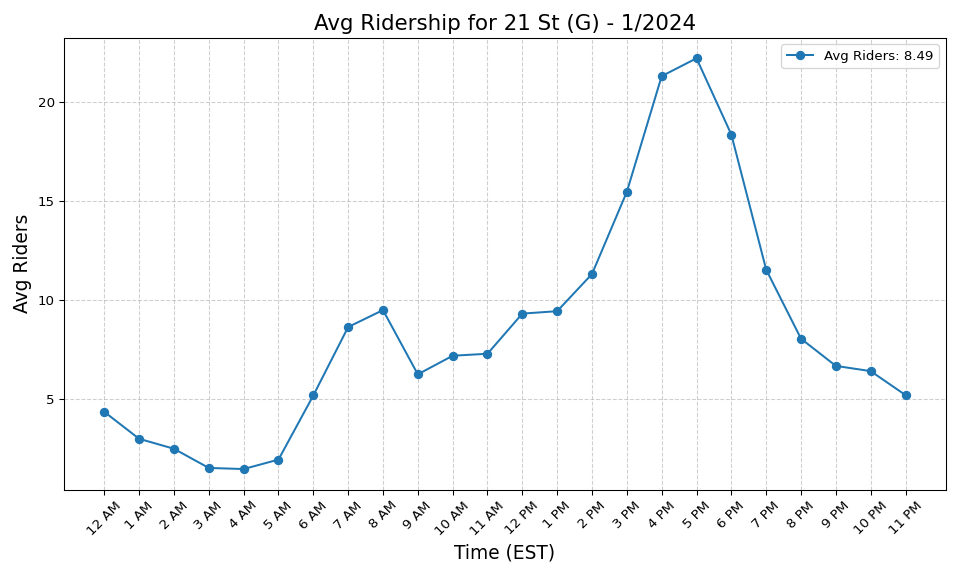 Avg Ridership for 21 St (G) - 1/2024
Avg Riders: 8.49
Avg Riders
20
15
10
5
12 AM
1 AM
2 AM
3 AM
4 AM
5 AM
6 AM
7 AM
8 AM
9 AM
10 AM
11 AM
12 PM
1 PM
2 PM
3 PM
4 PM
5 PM
6 PM
7 PM
8 PM
9 PM
10 PM
11 PM
Time (EST)